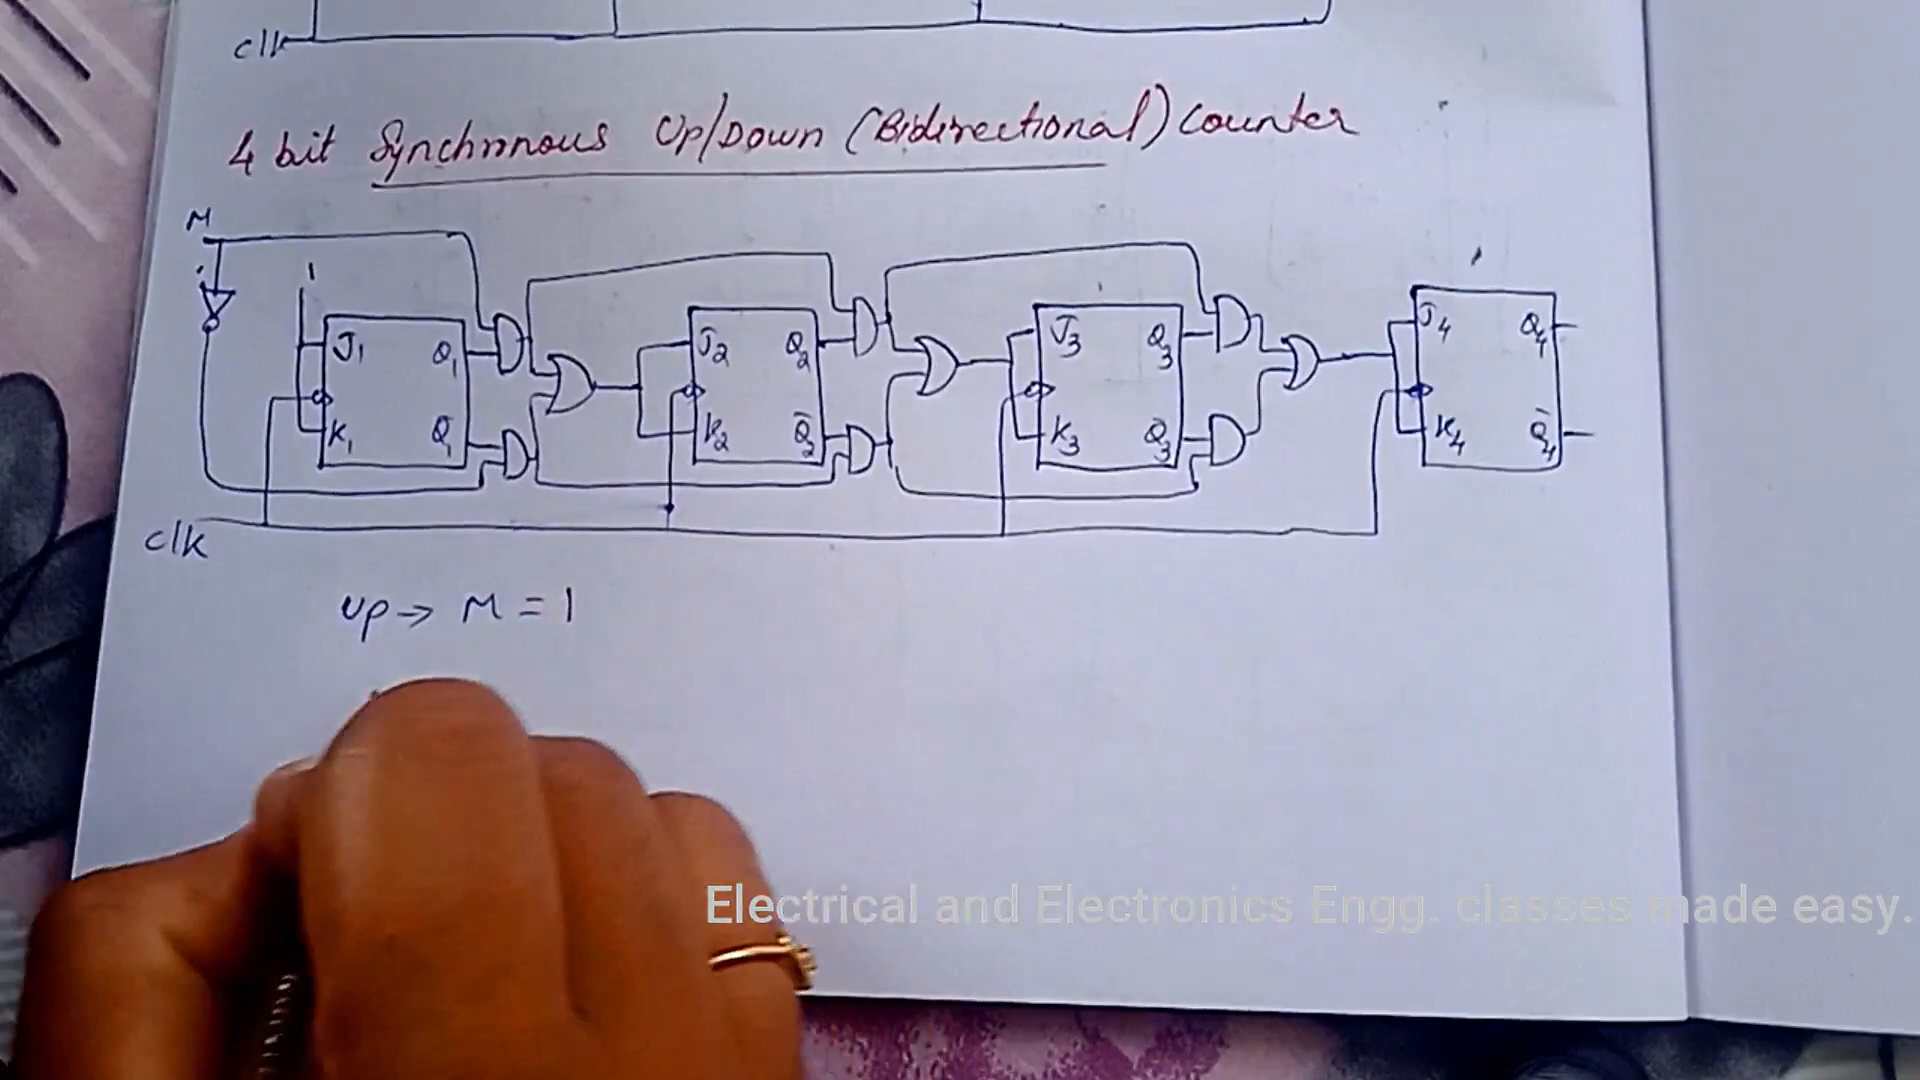 clk
4 bit Synchronous Up/Down (Bidirectional) Counter
M
1
J1 Q1 J2 Q2 J3 Q3 J4 Q4
K1 Q̅1 K2 Q̅2 K3 Q̅3 K4 Q̅4
clk
up → M = 1
Electrical and Electronics Engg. classes made easy.